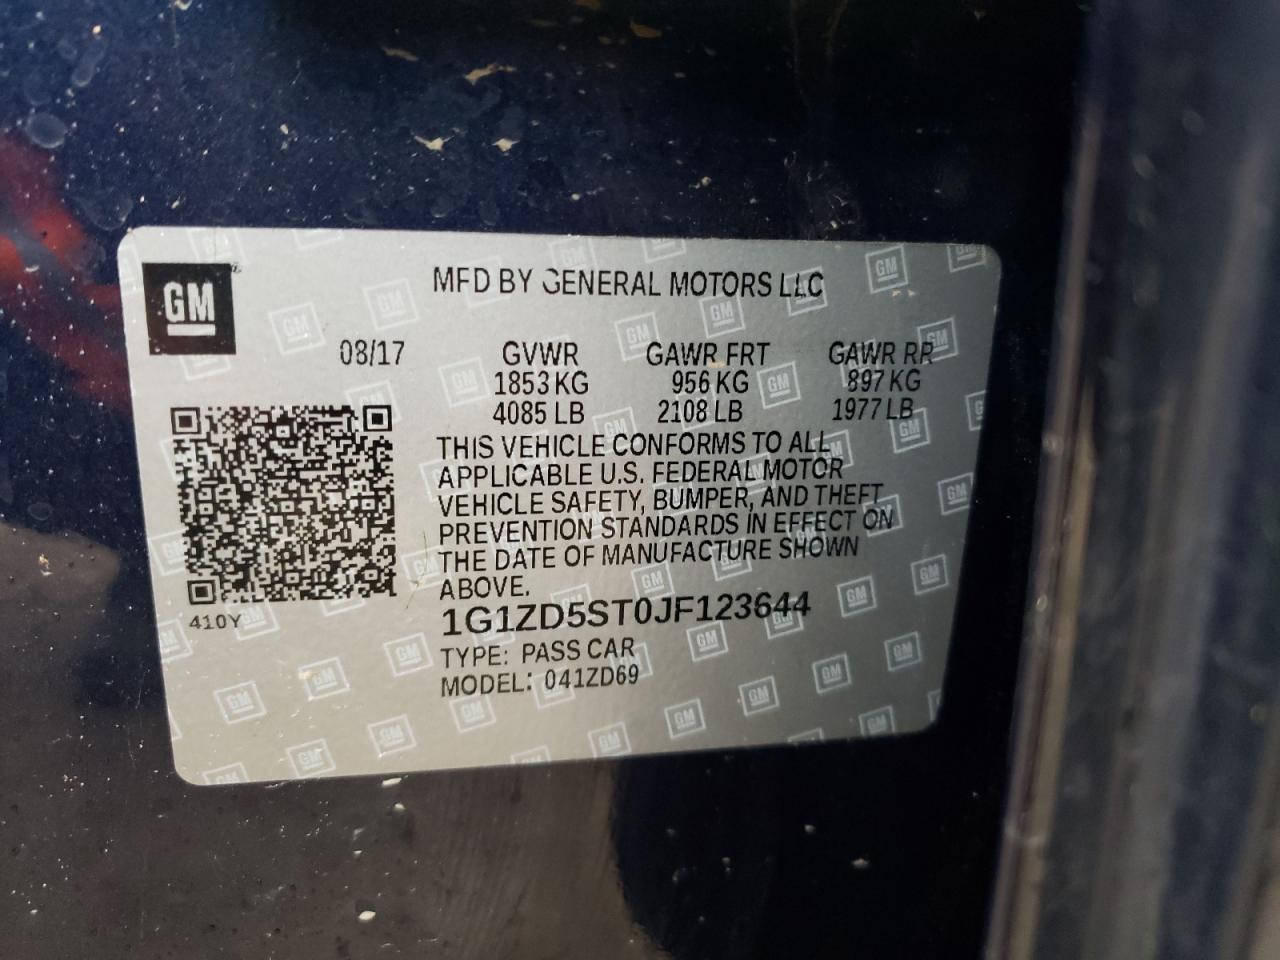 GM
MFD BY GENERAL MOTORS LLC
08/17 GVWR GAWR FRT GAWR RR
1853 KG 956 KG 897 KG
4085 LB 2108 LB 1977 LB
THIS VEHICLE CONFORMS TO ALL
APPLICABLE U.S. FEDERAL MOTOR
VEHICLE SAFETY, BUMPER, AND THEFT
PREVENTION STANDARDS IN EFFECT ON
THE DATE OF MANUFACTURE SHOWN
ABOVE.
410Y
1G1ZD5ST0JF123644
TYPE: PASS CAR
MODEL: 041ZD69